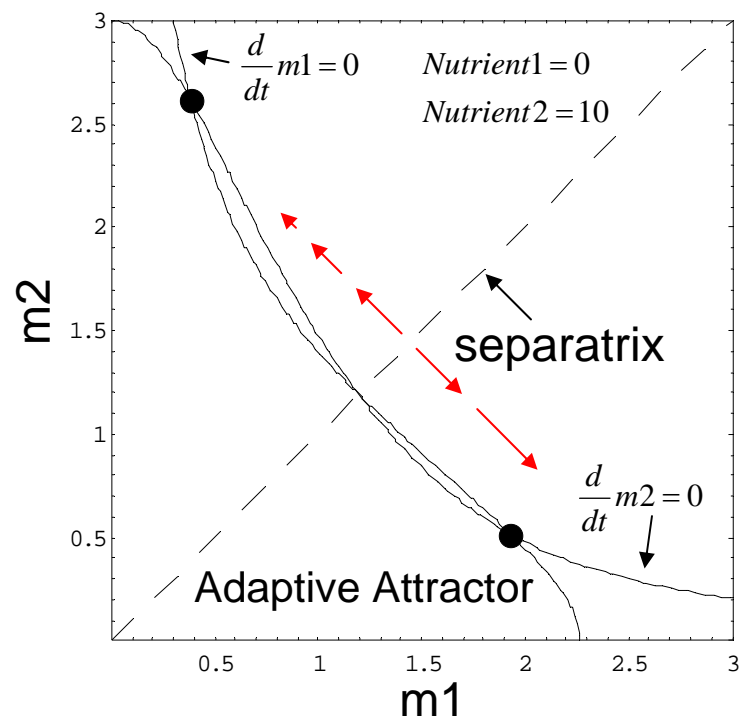 3
d/dt m1 = 0
Nutrient1 = 0
Nutrient2 = 10
2.5
2
m2
1.5
separatrix
1
d/dt m2 = 0
0.5
Adaptive Attractor
0.5 1 1.5 2 2.5 3
m1